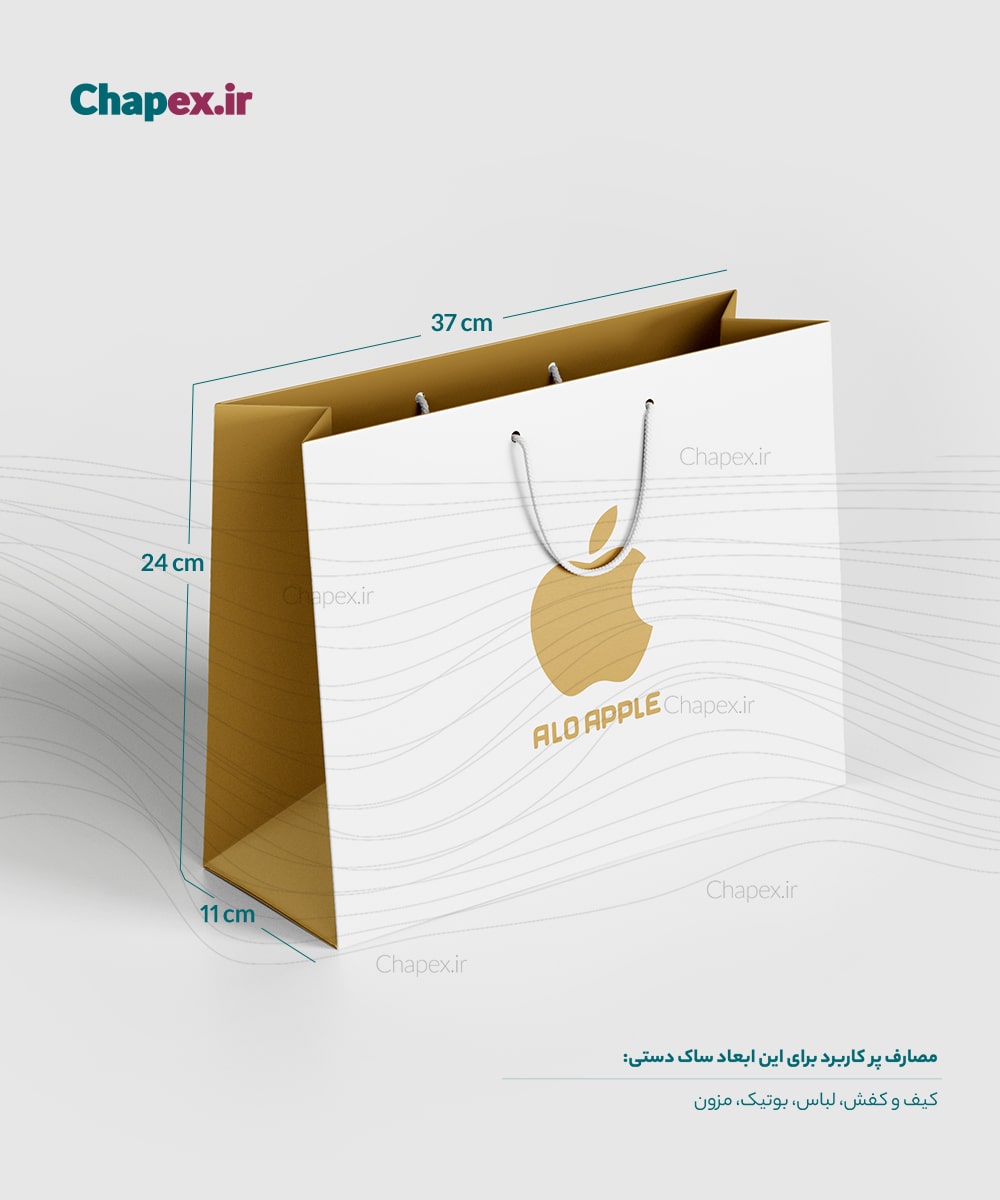 Chapex.ir
37 cm
Chapex.ir
24 cm
Chapex.ir
ALO APPLE
Chapex.ir
Chapex.ir
11 cm
Chapex.ir
مصارف پر کاربرد برای این ابعاد ساک دستی:
کیف و کفش، لباس، بوتیک، مزون